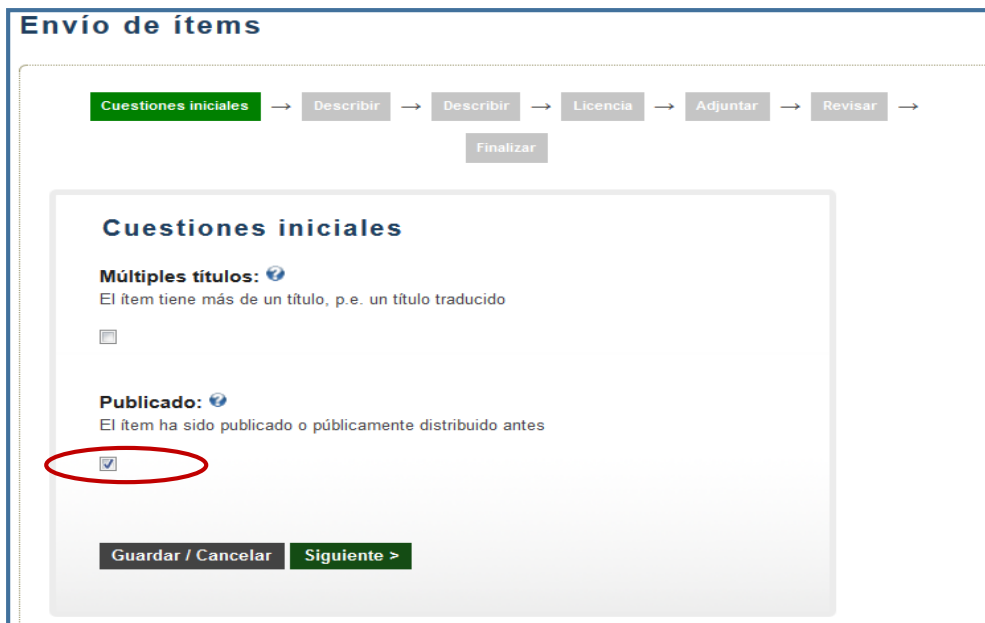 Envío de ítems
Cuestiones iniciales → Describir → Describir → Licencia → Adjuntar → Revisar →
Finalizar
Cuestiones iniciales
Múltiples títulos: ?
El ítem tiene más de un título, p.e. un título traducido
Publicado: ?
El ítem ha sido publicado o públicamente distribuido antes
Guardar / Cancelar Siguiente >